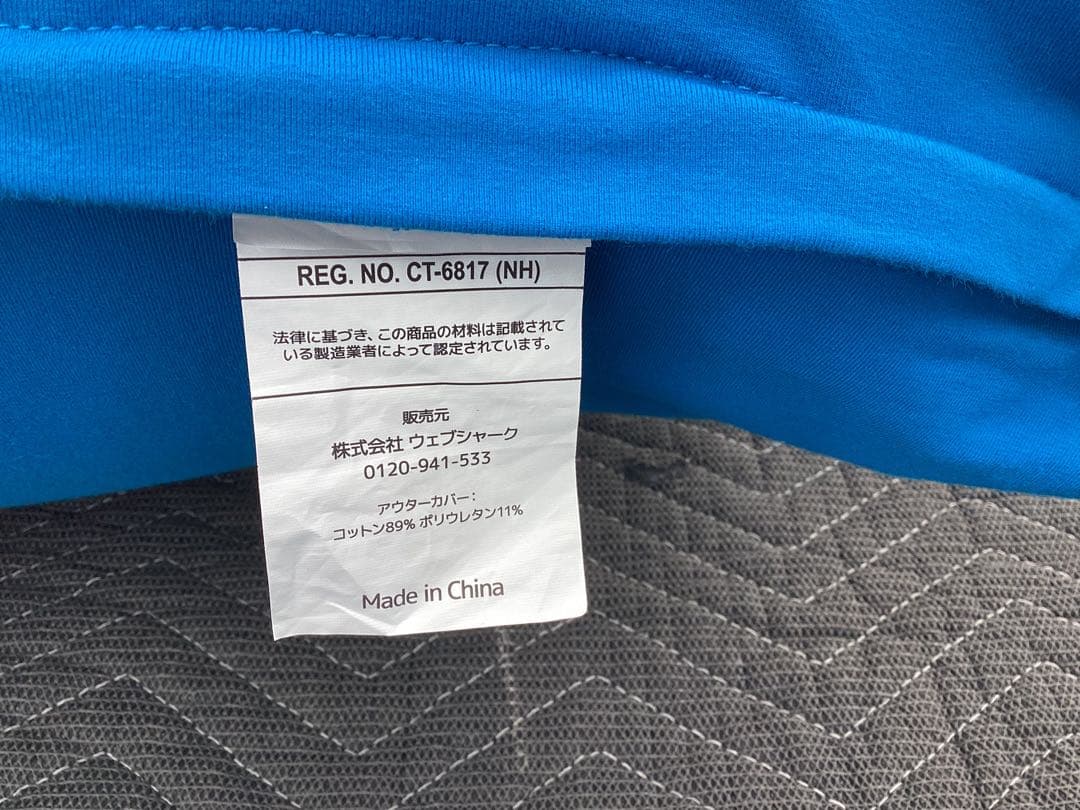 REG. NO. CT-6817 (NH)
法律に基づき、この商品の材料は記載されて
いる製造業者によって認定されています。
販売元
株式会社 ウェブシャーク
0120-941-533
アウターカバー：
コットン89% ポリウレタン11%
Made in China